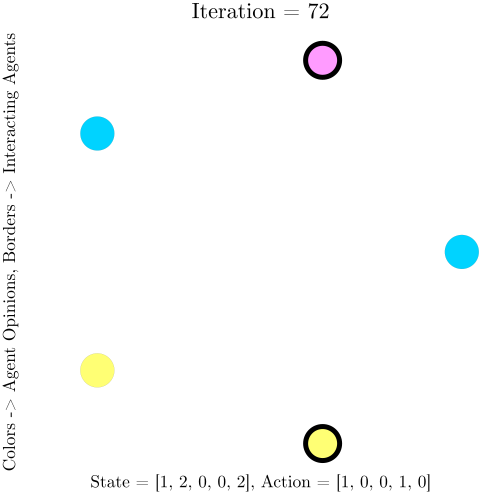 Iteration = 72
Colors -> Agent Opinions, Borders -> Interacting Agents
State = [1, 2, 0, 0, 2], Action = [1, 0, 0, 1, 0]